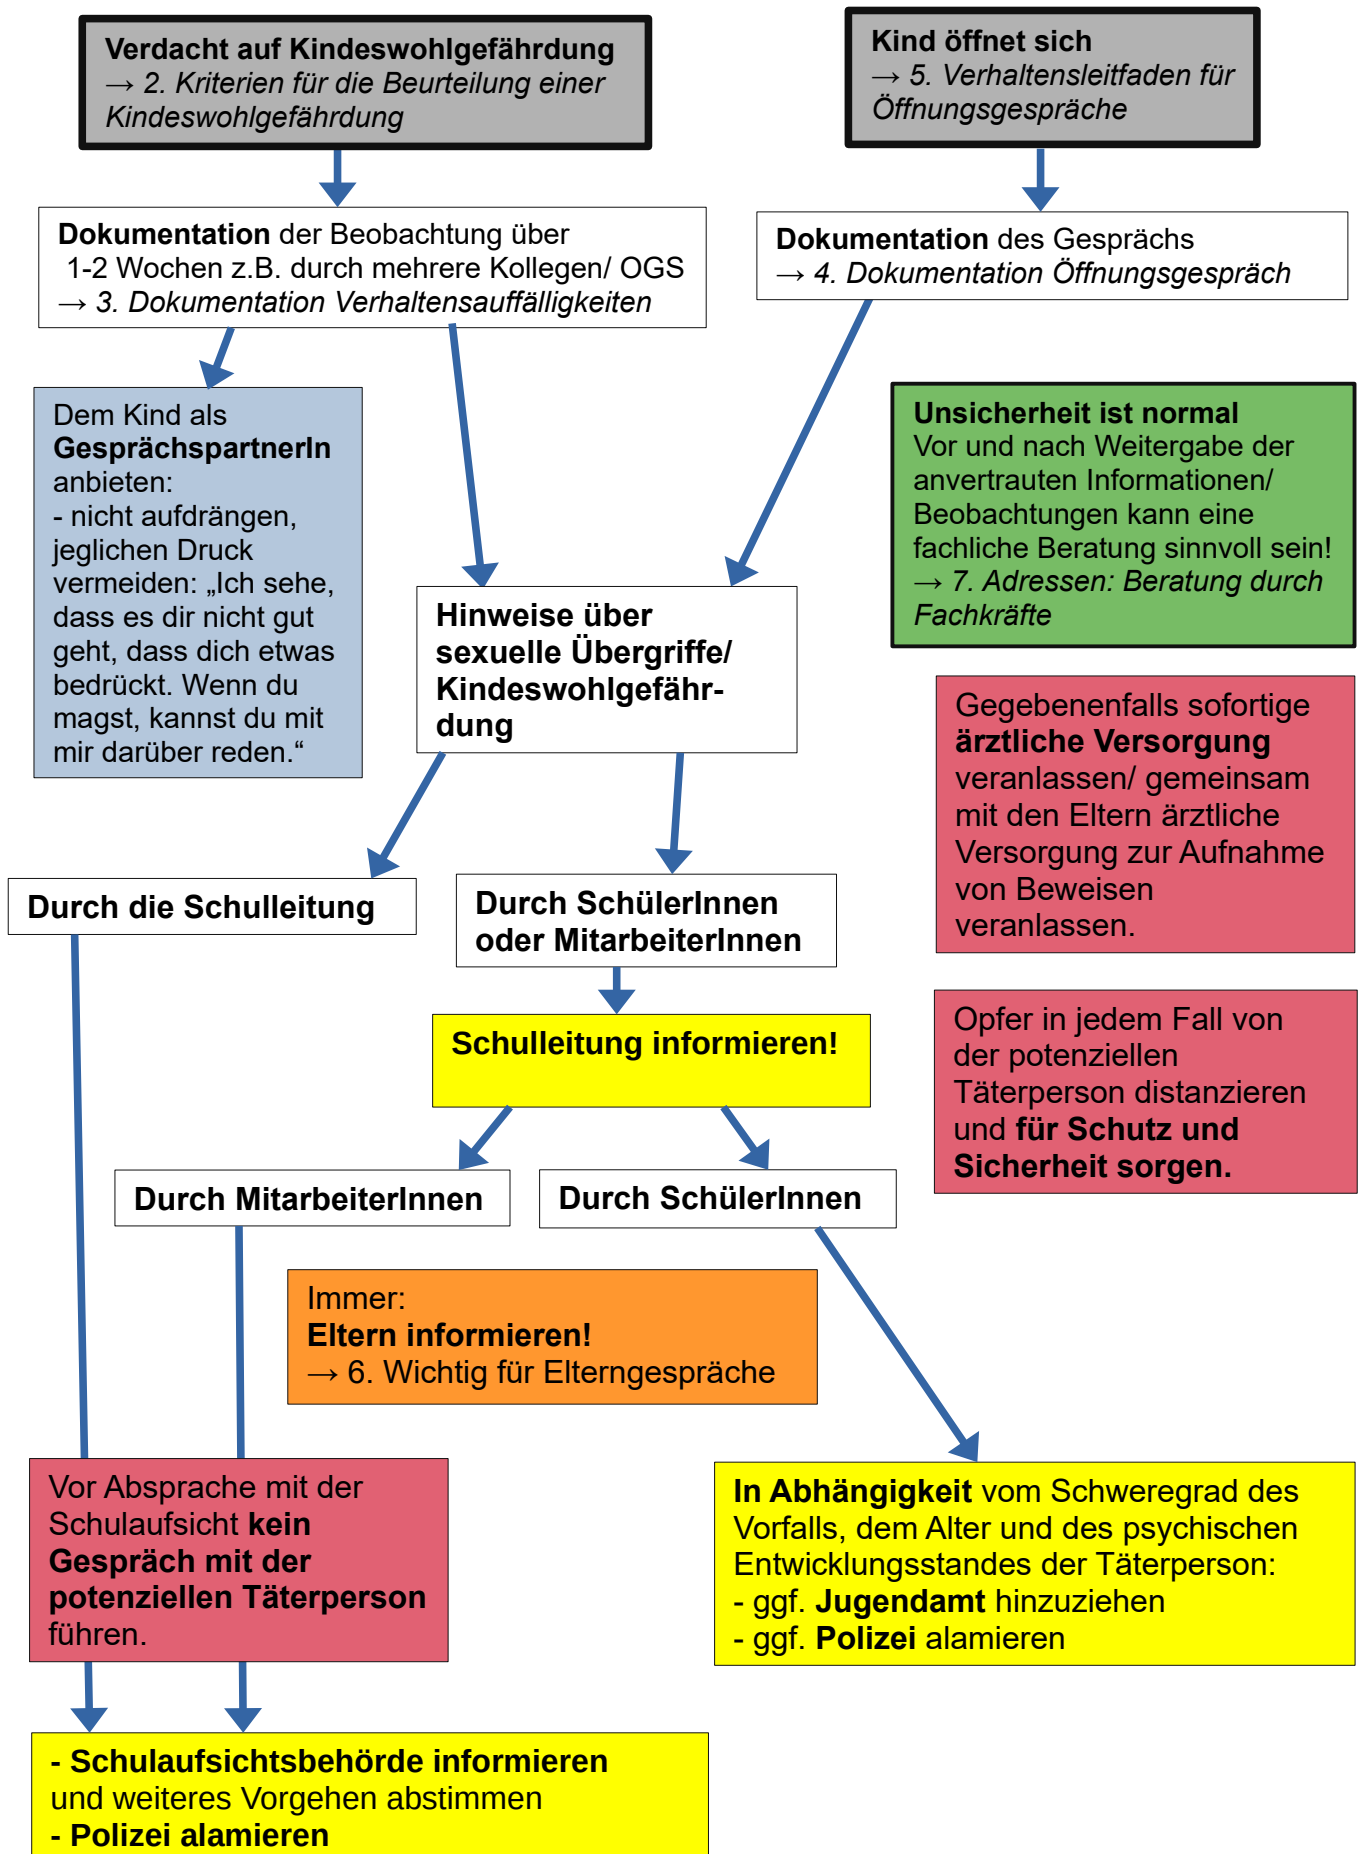 Verdacht auf Kindeswohlgefährdung
→ 2. Kriterien für die Beurteilung einer
Kindeswohlgefährdung
Kind öffnet sich
→ 5. Verhaltensleitfaden für
Öffnungsgespräche
Dokumentation der Beobachtung über
1-2 Wochen z.B. durch mehrere Kollegen/ OGS
→ 3. Dokumentation Verhaltensauffälligkeiten
Dokumentation des Gesprächs
→ 4. Dokumentation Öffnungsgespräch
Dem Kind als
GesprächspartnerIn
anbieten:
- nicht aufdrängen,
jeglichen Druck
vermeiden: „Ich sehe,
dass es dir nicht gut
geht, dass dich etwas
bedrückt. Wenn du
magst, kannst du mit
mir darüber reden.“
Unsicherheit ist normal
Vor und nach Weitergabe der
anvertrauten Informationen/
Beobachtungen kann eine
fachliche Beratung sinnvoll sein!
→ 7. Adressen: Beratung durch
Fachkräfte
Hinweise über
sexuelle Übergriffe/
Kindeswohlgefähr-
dung
Gegebenenfalls sofortige
ärztliche Versorgung
veranlassen/ gemeinsam
mit den Eltern ärztliche
Versorgung zur Aufnahme
von Beweisen
veranlassen.
Durch die Schulleitung
Durch SchülerInnen
oder MitarbeiterInnen
Opfer in jedem Fall von
der potenziellen
Täterperson distanzieren
und für Schutz und
Sicherheit sorgen.
Schulleitung informieren!
Durch MitarbeiterInnen
Durch SchülerInnen
Immer:
Eltern informieren!
→ 6. Wichtig für Elterngespräche
Vor Absprache mit der
Schulaufsicht kein
Gespräch mit der
potenziellen Täterperson
führen.
In Abhängigkeit vom Schweregrad des
Vorfalls, dem Alter und des psychischen
Entwicklungsstandes der Täterperson:
- ggf. Jugendamt hinzuziehen
- ggf. Polizei alamieren
- Schulaufsichtsbehörde informieren
und weiteres Vorgehen abstimmen
- Polizei alamieren